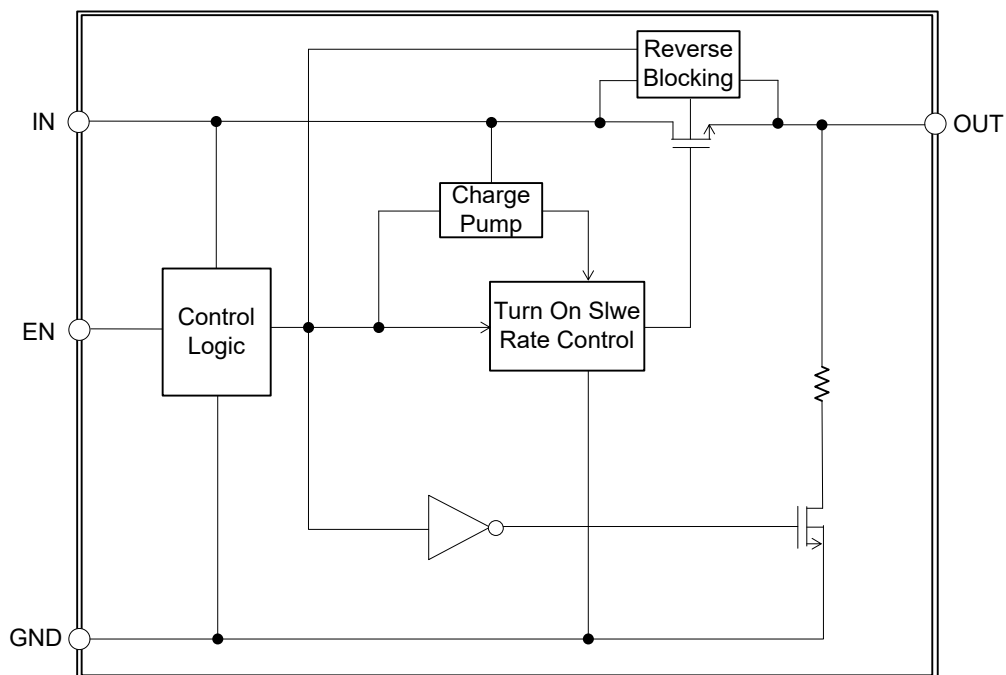 Reverse
Blocking
IN
OUT
Charge
Pump
Control
Logic
Turn On Slwe
Rate Control
EN
GND